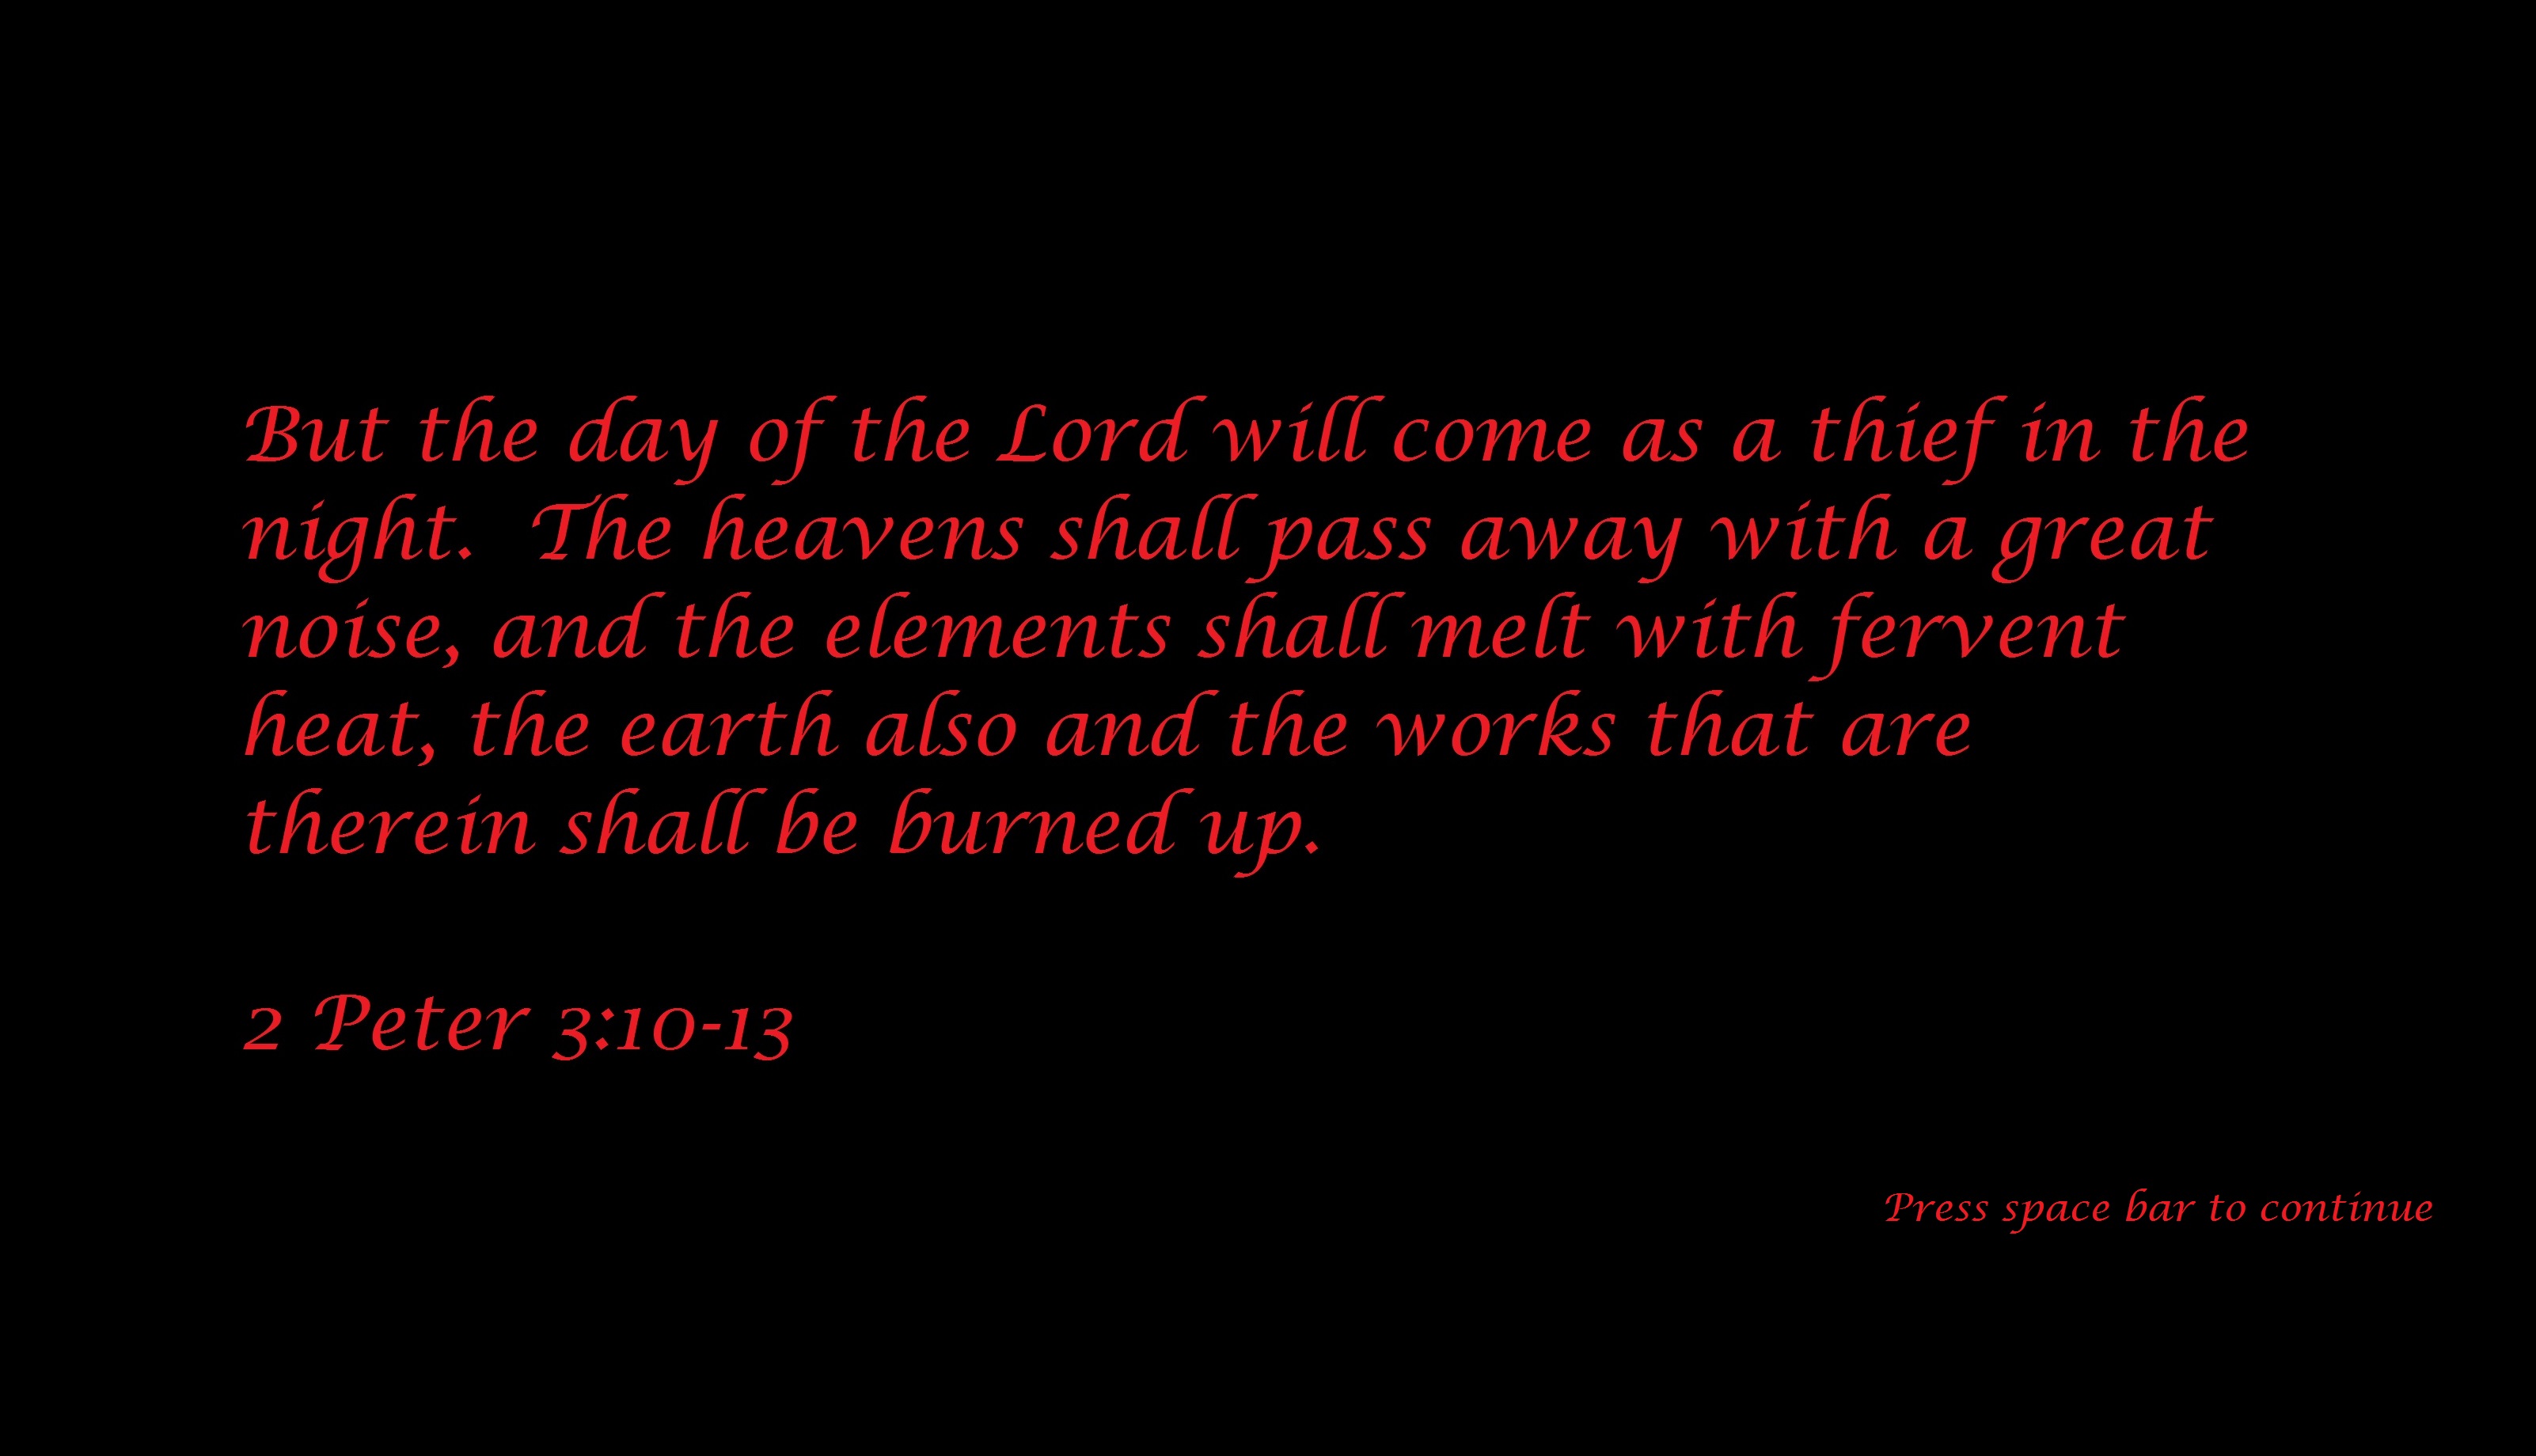 But the day of the Lord will come as a thief in the
night.  The heavens shall pass away with a great
noise, and the elements shall melt with fervent
heat, the earth also and the works that are
therein shall be burned up.
2 Peter 3:10-13
Press space bar to continue